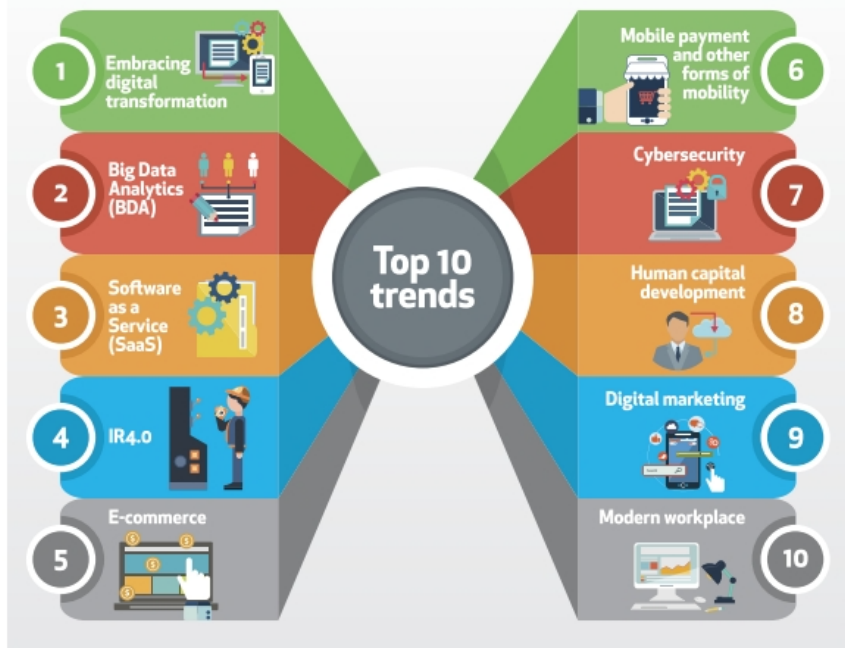 1
Embracing
digital
transformation
2
Big Data
Analytics
(BDA)
3
Software
as a
Service
(SaaS)
4
IR4.0
5
E-commerce
Top 10
trends
Mobile payment
and other
forms of
mobility
6
Cybersecurity
7
Human capital
development
8
Digital marketing
9
Modern workplace
10